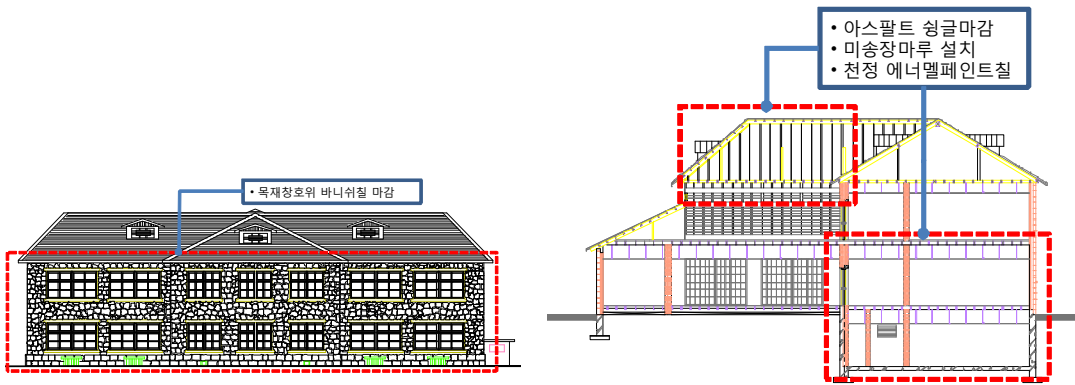 • 아스팔트 슁글마감
• 미송장마루 설치
• 천정 에너멜페인트칠
• 목재창호위 바니쉬칠 마감